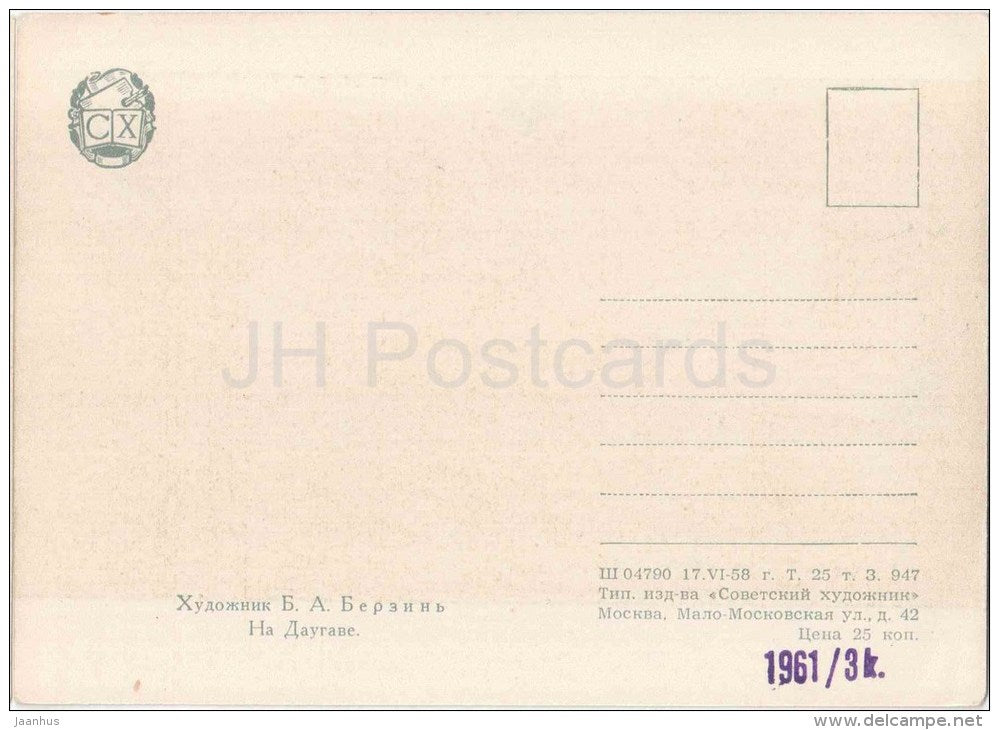 СХ
JH Postcards
Ш 04790 17.VI-58 г. Т. 25 т. З. 947
Тип. изд-ва «Советский художник»
Москва, Мало-Московская ул., д. 42
Цена 25 коп.
Художник Б. А. Берзинь
На Даугаве.
1961/3k.
Jaanhus
www.delcampe.net